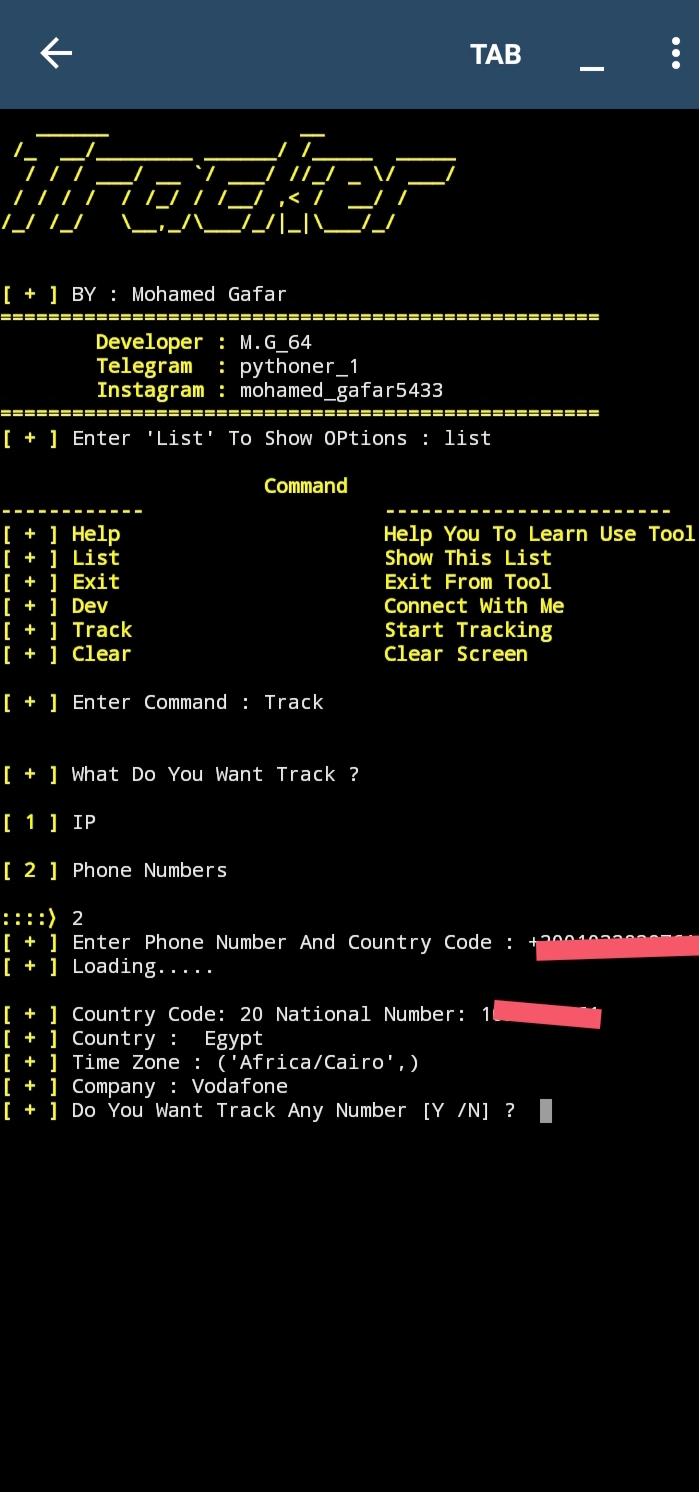 TAB
Tracker
[ + ] BY : Mohamed Gafar
==================================================
Developer : M.G_64
Telegram : pythoner_1
Instagram : mohamed_gafar5433
==================================================
[ + ] Enter 'List' To Show OPtions : list
Command
------------ ------------------------
[ + ] Help Help You To Learn Use Tool
[ + ] List Show This List
[ + ] Exit Exit From Tool
[ + ] Dev Connect With Me
[ + ] Track Start Tracking
[ + ] Clear Clear Screen
[ + ] Enter Command : Track
[ + ] What Do You Want Track ?
[ 1 ] IP
[ 2 ] Phone Numbers
::::⟩ 2
[ + ] Enter Phone Number And Country Code :
[ + ] Loading.....
[ + ] Country Code: 20 National Number:
[ + ] Country : Egypt
[ + ] Time Zone : ('Africa/Cairo',)
[ + ] Company : Vodafone
[ + ] Do You Want Track Any Number [Y /N] ?